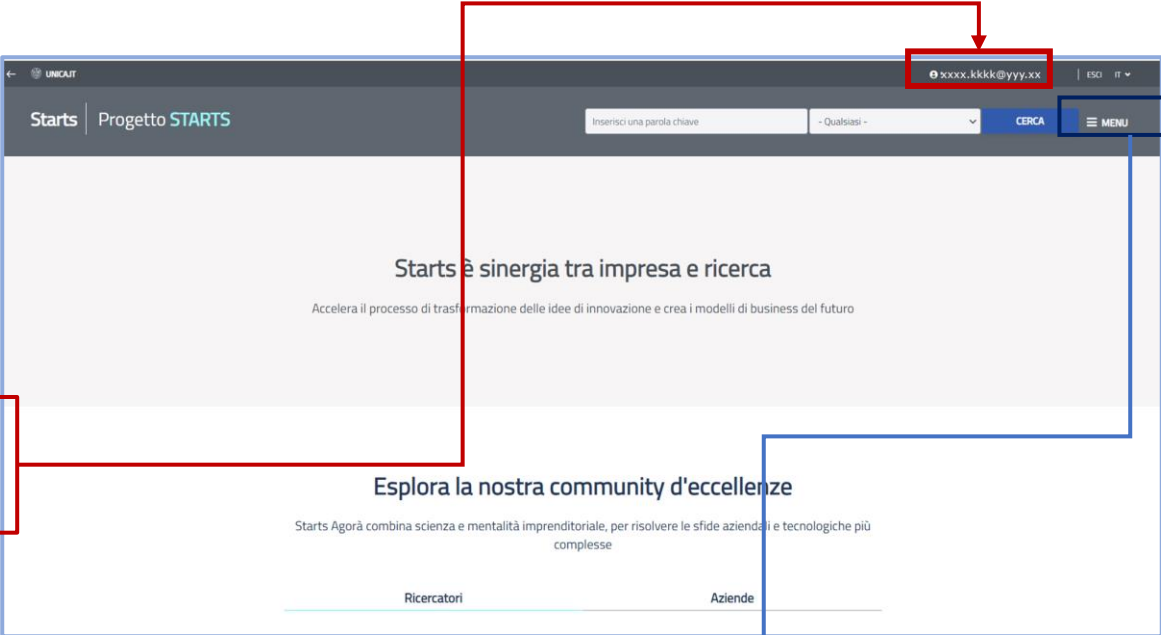 ← UNICA.IT
xxxx.kkkk@yyy.xx | ESCI IT
Starts | Progetto STARTS
Inserisci una parola chiave
- Qualsiasi -
CERCA
MENU
Starts è sinergia tra impresa e ricerca
Accelera il processo di trasformazione delle idee di innovazione e crea i modelli di business del futuro
Esplora la nostra community d'eccellenze
Starts Agorà combina scienza e mentalità imprenditoriale, per risolvere le sfide aziendali e tecnologiche più
complesse
Ricercatori
Aziende